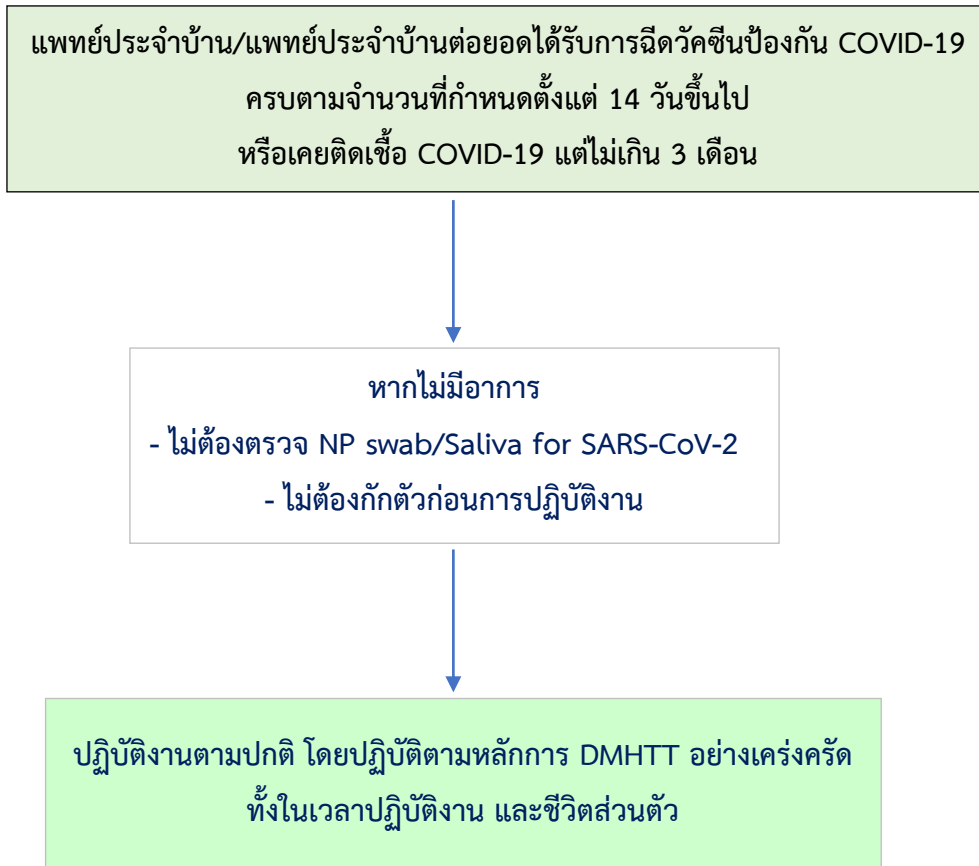 แพทย์ประจำบ้าน/แพทย์ประจำบ้านต่อยอดได้รับการฉีดวัคซีนป้องกัน COVID-19
ครบตามจำนวนที่กำหนดตั้งแต่ 14 วันขึ้นไป
หรือเคยติดเชื้อ COVID-19 แต่ไม่เกิน 3 เดือน
หากไม่มีอาการ
- ไม่ต้องตรวจ NP swab/Saliva for SARS-CoV-2
- ไม่ต้องกักตัวก่อนการปฏิบัติงาน
ปฏิบัติงานตามปกติ โดยปฏิบัติตามหลักการ DMHTT อย่างเคร่งครัด
ทั้งในเวลาปฏิบัติงาน และชีวิตส่วนตัว